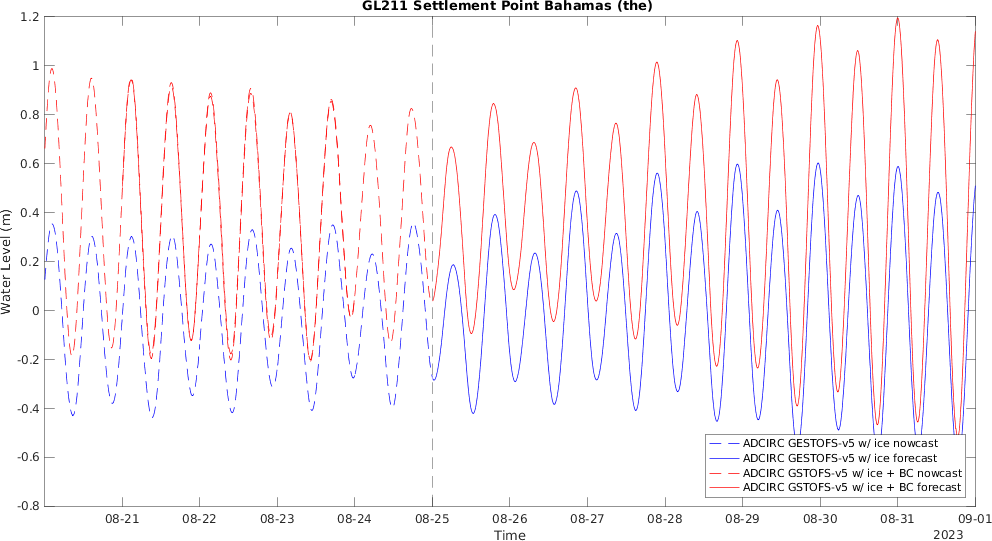 GL211 Settlement Point Bahamas (the)
Water Level (m)
1.2
1
0.8
0.6
0.4
0.2
0
-0.2
-0.4
-0.6
-0.8
ADCIRC GESTOFS-v5 w/ ice nowcast
ADCIRC GESTOFS-v5 w/ ice forecast
ADCIRC GSTOFS-v5 w/ ice + BC nowcast
ADCIRC GSTOFS-v5 w/ ice + BC forecast
08-21 08-22 08-23 08-24 08-25 08-26 08-27 08-28 08-29 08-30 08-31 09-01
Time
2023